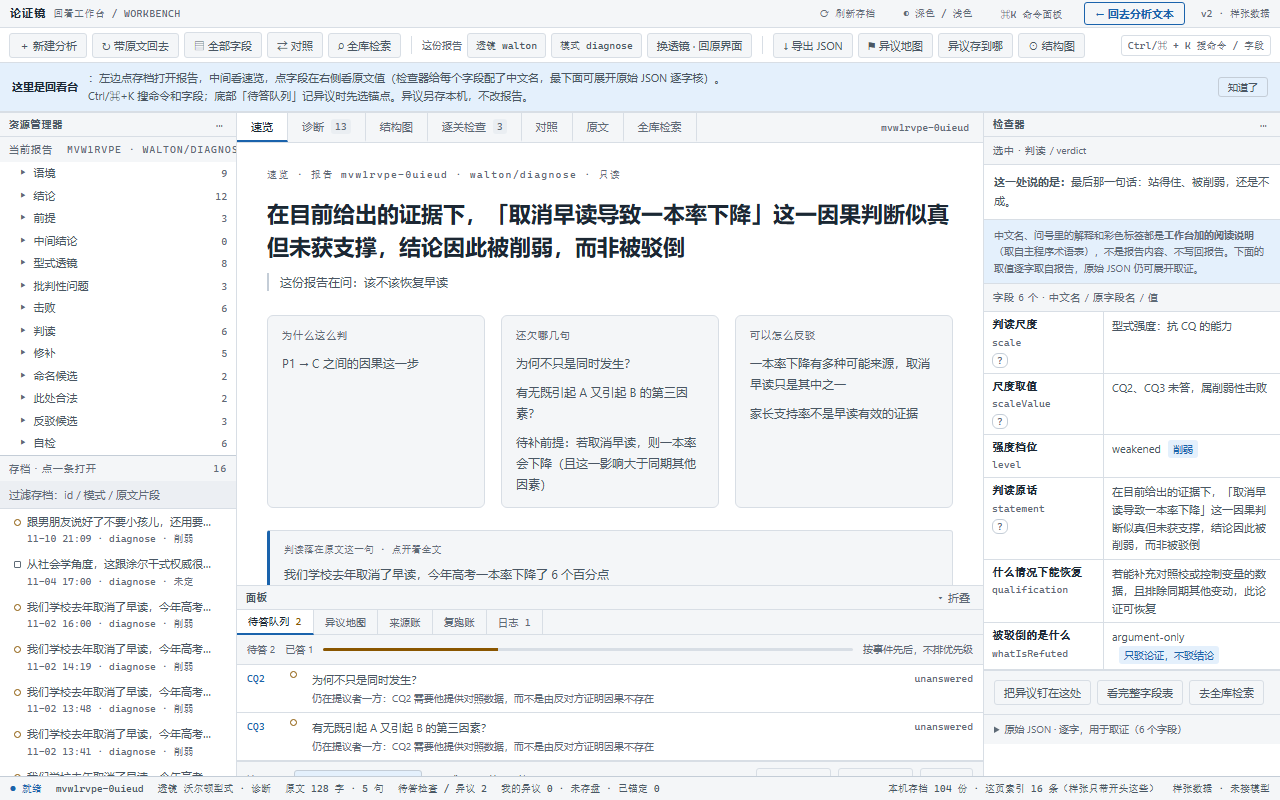 论证镜 回看工作台 / WORKBENCH
⟳ 刷新存档 ◐ 深色 / 浅色 ⌘K 命令面板 ← 回去分析文本 v2 · 样张数据
+ 新建分析 ↻ 带原文回去 ▤ 全部字段 ⇄ 对照 ⌕ 全库检索 这份报告 透镜 walton 模式 diagnose 换透镜 · 回原界面 ↓ 导出 JSON ⚑ 异议地图 异议存到哪 ⊙ 结构图 Ctrl/⌘ + K 搜命令 / 字段
这里是回看台 ：左边点存档打开报告，中间看速览，点字段在右侧看原文值（检查器给每个字段配了中文名，最下面可展开原始 JSON 逐字核）。
Ctrl/⌘+K 搜命令和字段；底部「待答队列」记异议时先选锚点。异议另存本机，不改报告。
知道了
资源管理器 …
当前报告 MVW1RVPE · WALTON/DIAGNOS
▸ 语境 9
▸ 结论 12
▸ 前提 3
▸ 中间结论 0
▸ 型式透镜 8
▸ 批判性问题 3
▸ 击败 6
▸ 判读 6
▸ 修补 5
▸ 命名候选 2
▸ 此处合法 2
▸ 反驳候选 3
▸ 自检 6
存档 · 点一条打开 16
过滤存档：id / 模式 / 原文片段
跟男朋友说好了不要小孩儿，还用要…
11-10 21:09 · diagnose · 削弱
从社会学角度，这跟涂尔干式权威很…
11-04 17:00 · diagnose · 未定
我们学校去年取消了早读，今年高考…
11-02 16:00 · diagnose · 削弱
我们学校去年取消了早读，今年高考…
11-02 14:19 · diagnose · 削弱
我们学校去年取消了早读，今年高考…
11-02 13:48 · diagnose · 削弱
我们学校去年取消了早读，今年高考…
11-02 13:41 · diagnose · 削弱
速览 诊断 13 结构图 逐关检查 3 对照 原文 全库检索 mvw1rvpe-0uieud
速览 · 报告 mvw1rvpe-0uieud · walton/diagnose · 只读
在目前给出的证据下，「取消早读导致一本率下降」这一因果判断似真
但未获支撑，结论因此被削弱，而非被驳倒
这份报告在问：该不该恢复早读
为什么这么判
P1 → C 之间的因果这一步
还欠哪几句
为何不只是同时发生？
有无既引起 A 又引起 B 的第三因
素？
待补前提：若取消早读，则一本率
会下降（且这一影响大于同期其他
因素）
可以怎么反驳
一本率下降有多种可能来源，取消
早读只是其中之一
家长支持率不是早读有效的证据
判读落在原文这一句 · 点开看全文
我们学校去年取消了早读，今年高考一本率下降了 6 个百分点
面板 ▾ 折叠
待答队列 2 异议地图 来源账 复跑账 日志 1
待答 2 已答 1 按事件先后，不排优先级
CQ2 为何不只是同时发生？ unanswered
仍在提议者一方：CQ2 需要他提供对照数据，而不是由反对方证明因果不存在
CQ3 有无既引起 A 又引起 B 的第三因素？ unanswered
仍在提议者一方：CQ2 需要他提供对照数据，而不是由反对方证明因果不存在
检查器 …
选中 · 判读 / verdict
这一处说的是：最后那一句话：站得住、被削弱，还是不
成。
中文名、问号里的解释和彩色标签都是工作台加的阅读说明
（取自主程序术语表），不是报告内容、不写回报告。下面的
取值逐字取自报告，原始 JSON 仍可展开取证。
字段 6 个 · 中文名 / 原字段名 / 值
判读尺度 型式强度：抗 CQ 的能力
scale
?
尺度取值 CQ2、CQ3 未答，属削弱性击败
scaleValue
?
强度档位 weakened 削弱
level
判读原话 在目前给出的证据下，「取消早
statement 读导致一本率下降」这一因果判
? 断似真但未获支撑，结论因此被
削弱，而非被驳倒
什么情况下能恢复 若能补充对照校或控制变量的数
qualification 据，且排除同期其他变动，此论
证可恢复
被驳倒的是什么 argument-only
whatIsRefuted 只驳论证，不驳结论
把异议钉在这处 看完整字段表 去全库检索
▸ 原始 JSON · 逐字，用于取证（6 个字段）
● 就绪 mvw1rvpe-0uieud 透镜 沃尔顿型式 · 诊断 原文 128 字 · 5 句 待答检查 / 异议 2 我的异议 0 · 未存盘 · 已锚定 0 本机存档 104 份 · 这页索引 16 条（样张只带开头这些） 样张数据 · 未接模型